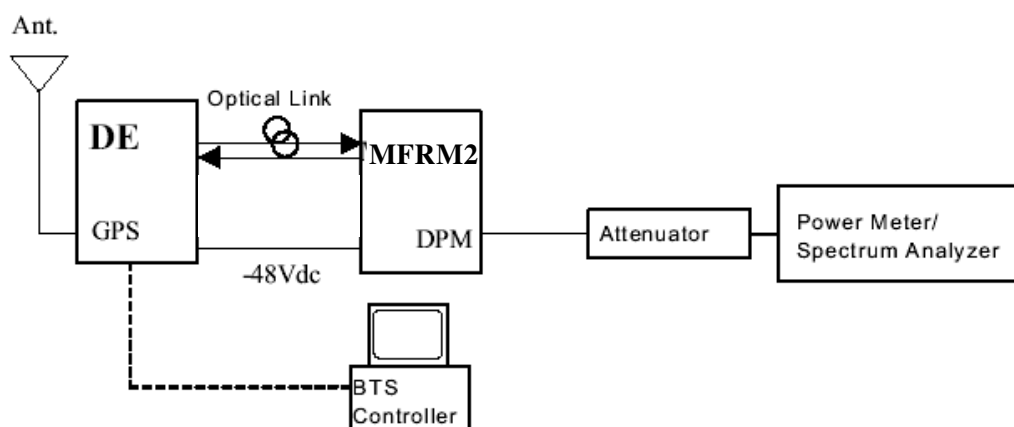 Ant.
Optical Link
DE
MFRM2
GPS
DPM
-48Vdc
Attenuator
Power Meter/
Spectrum Analyzer
BTS
Controller